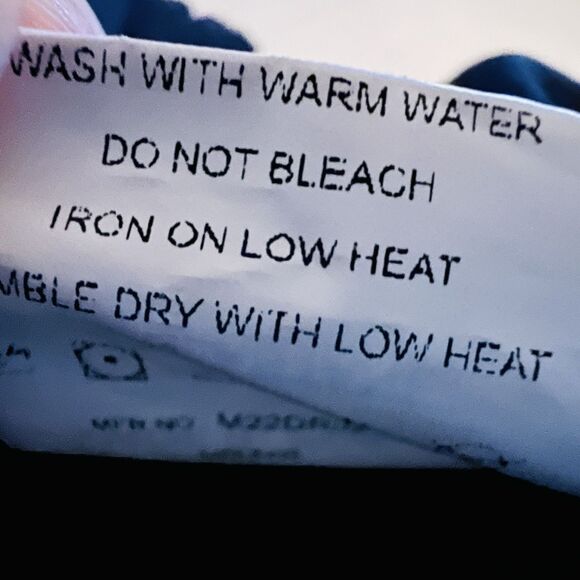 WASH WITH WARM WATER
DO NOT BLEACH
IRON ON LOW HEAT
MBLE DRY WITH LOW HEAT